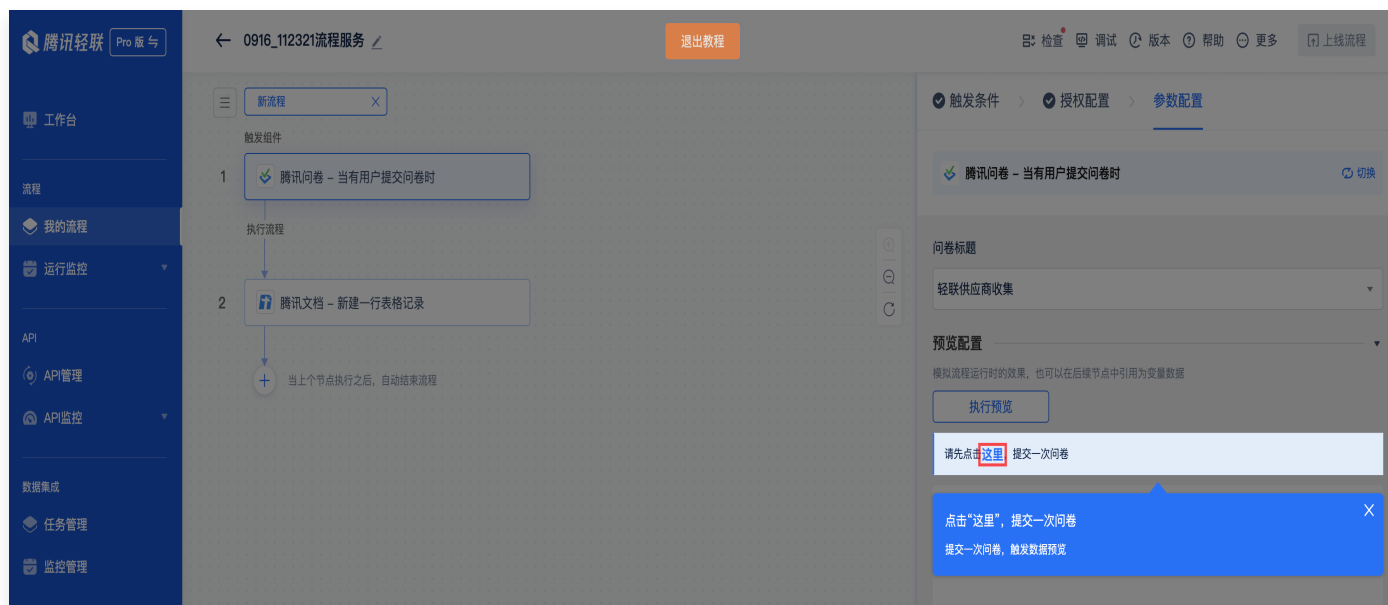 腾讯轻联 Pro 版
0916_112321流程服务
退出教程
检查 调试 版本 帮助 更多 上线流程
工作台
流程
我的流程
运行监控
API
API管理
API监控
数据集成
任务管理
监控管理
新流程
触发组件
1 腾讯问卷 – 当有用户提交问卷时
执行流程
2 腾讯文档 – 新建一行表格记录
当上个节点执行之后，自动结束流程
触发条件 > 授权配置 > 参数配置
腾讯问卷 – 当有用户提交问卷时 切换
问卷标题
轻联供应商收集
预览配置
模拟流程运行时的效果，也可以在后续节点中引用为变量数据
执行预览
请先点击这里，提交一次问卷
点击“这里”，提交一次问卷
提交一次问卷，触发数据预览